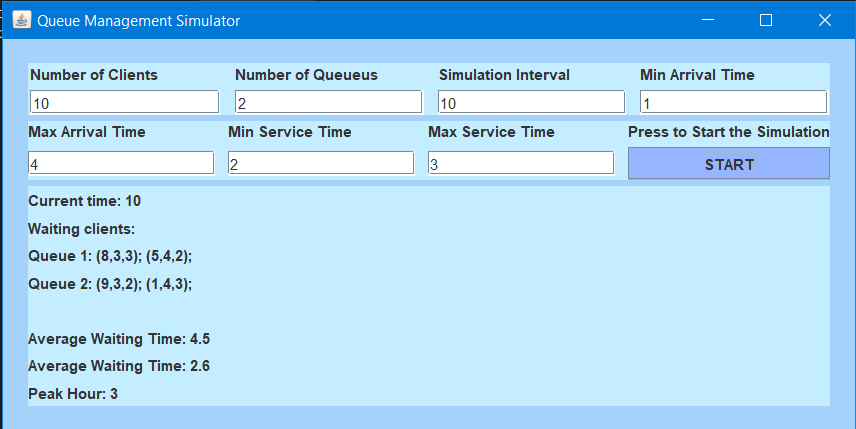 Queue Management Simulator
Number of Clients Number of Queueus Simulation Interval Min Arrival Time
10 2 10 1
Max Arrival Time Min Service Time Max Service Time Press to Start the Simulation
4 2 3 START
Current time: 10
Waiting clients:
Queue 1: (8,3,3); (5,4,2);
Queue 2: (9,3,2); (1,4,3);
Average Waiting Time: 4.5
Average Waiting Time: 2.6
Peak Hour: 3